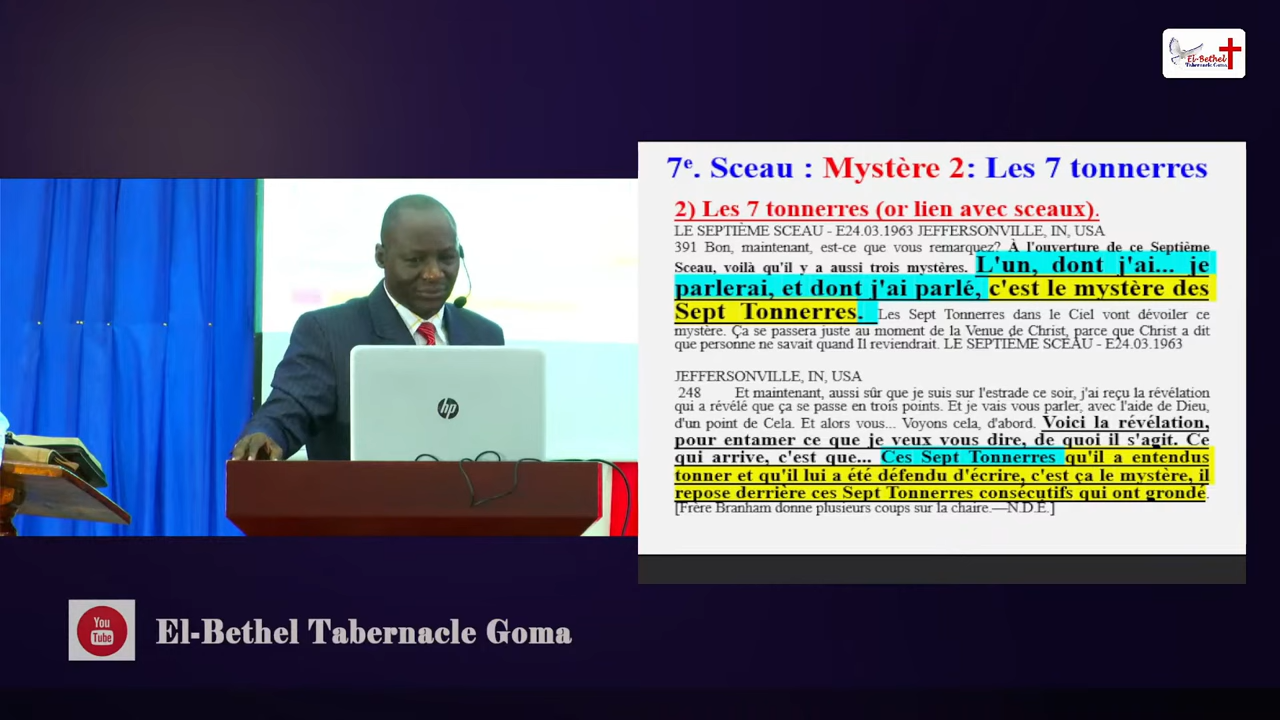 El-Bethel
Tabernacle Goma
7e. Sceau : Mystère 2: Les 7 tonnerres
2) Les 7 tonnerres (or lien avec sceaux).
LE SEPTIÈME SCEAU - E24.03.1963 JEFFERSONVILLE, IN, USA
391 Bon, maintenant, est-ce que vous remarquez? À l'ouverture de ce Septième
Sceau, voilà qu'il y a aussi trois mystères. L'un, dont j'ai... je
parlerai, et dont j'ai parlé, c'est le mystère des
Sept Tonnerres. Les Sept Tonnerres dans le Ciel vont dévoiler ce
mystère. Ça se passera juste au moment de la Venue de Christ, parce que Christ a dit
que personne ne savait quand Il reviendrait. LE SEPTIÈME SCEAU - E24.03.1963
JEFFERSONVILLE, IN, USA
248 Et maintenant, aussi sûr que je suis sur l'estrade ce soir, j'ai reçu la révélation
qui a révélé que ça se passe en trois points. Et je vais vous parler, avec l'aide de Dieu,
d'un point de Cela. Et alors vous... Voyons cela, d'abord. Voici la révélation,
pour entamer ce que je veux vous dire, de quoi il s'agit. Ce
qui arrive, c'est que... Ces Sept Tonnerres qu'il a entendus
tonner et qu'il lui a été défendu d'écrire, c'est ça le mystère, il
repose derrière ces Sept Tonnerres consécutifs qui ont grondé.
[Frère Branham donne plusieurs coups sur la chaire.—N.D.É.]
hp
You
Tube
El-Bethel Tabernacle Goma